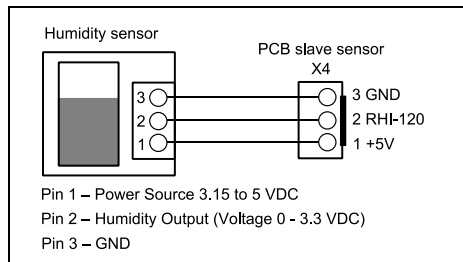 Humidity sensor
PCB slave sensor
X4
3 3 GND
2 2 RHI-120
1 1 +5V
Pin 1 – Power Source 3.15 to 5 VDC
Pin 2 – Humidity Output (Voltage 0 - 3.3 VDC)
Pin 3 – GND